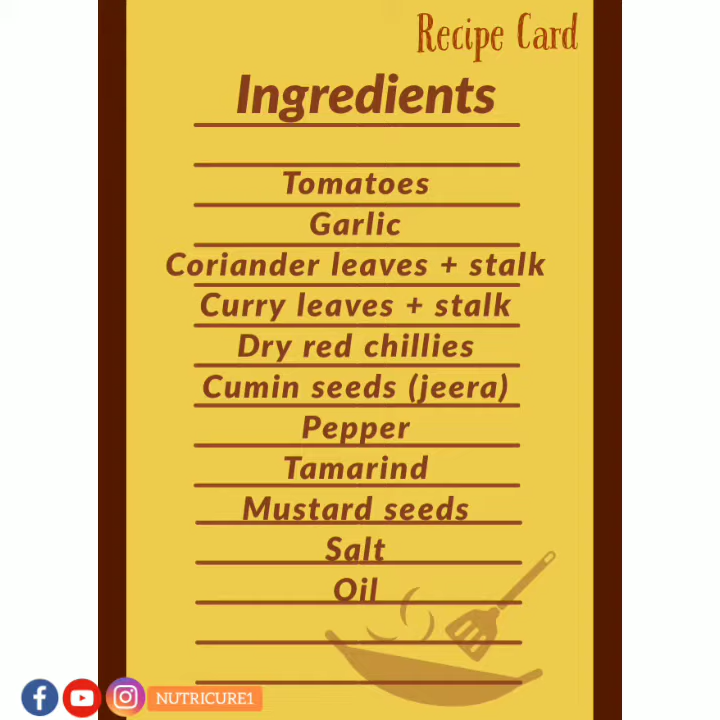 Recipe Card
Ingredients
Tomatoes
Garlic
Coriander leaves + stalk
Curry leaves + stalk
Dry red chillies
Cumin seeds (jeera)
Pepper
Tamarind
Mustard seeds
Salt
Oil
NUTRICURE1